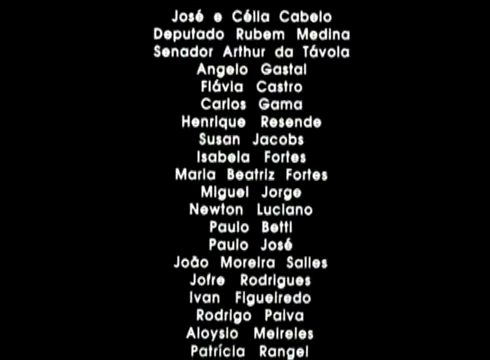 José e Célia Cabelo
Deputado Rubem Medina
Senador Arthur da Távola
Angelo Gastal
Flávia Castro
Carlos Gama
Henrique Resende
Susan Jacobs
Isabela Fortes
Maria Beatriz Fortes
Miguel Jorge
Newton Luciano
Paulo Betti
Paulo José
João Moreira Salles
Jofre Rodrigues
Ivan Figueiredo
Rodrigo Paiva
Aloysio Meireles
Patrícia Rangel